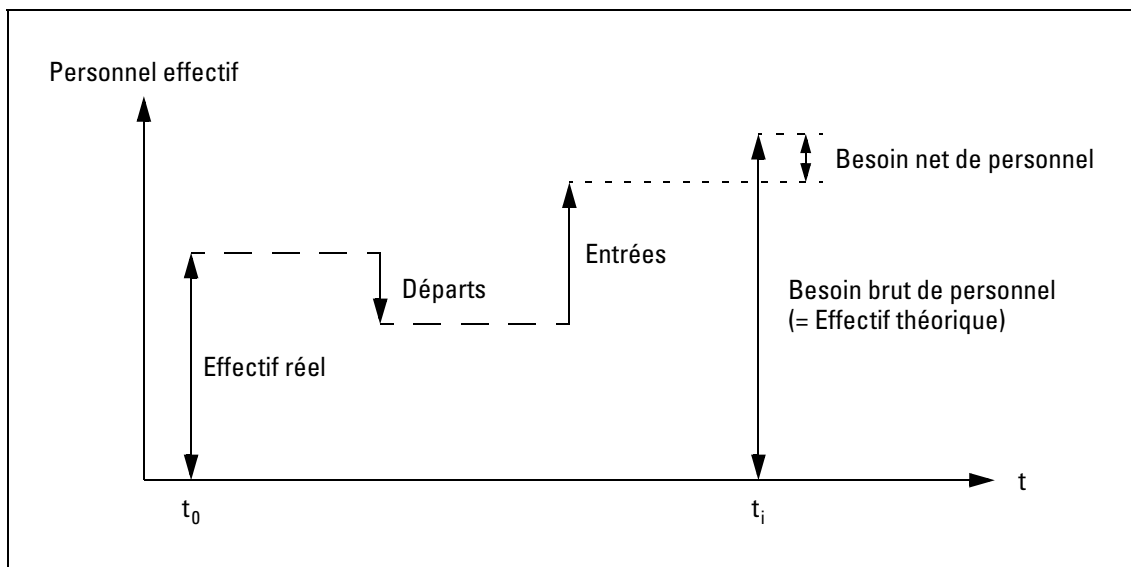 Personnel effectif
Besoin net de personnel
Entrées
Départs
Besoin brut de personnel
(= Effectif théorique)
Effectif réel
t
t0
ti